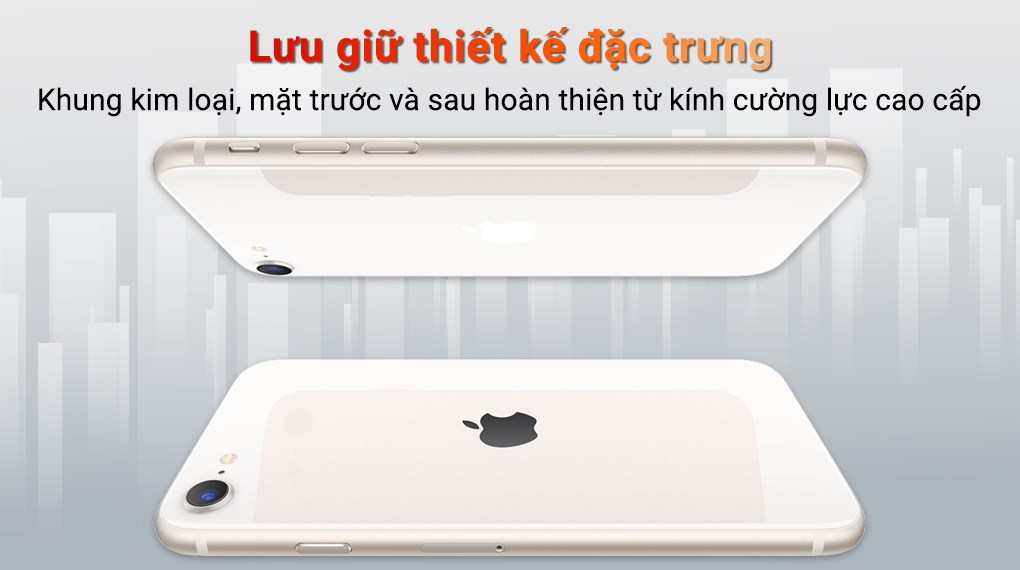 Lưu giữ thiết kế đặc trưng
Khung kim loại, mặt trước và sau hoàn thiện từ kính cường lực cao cấp